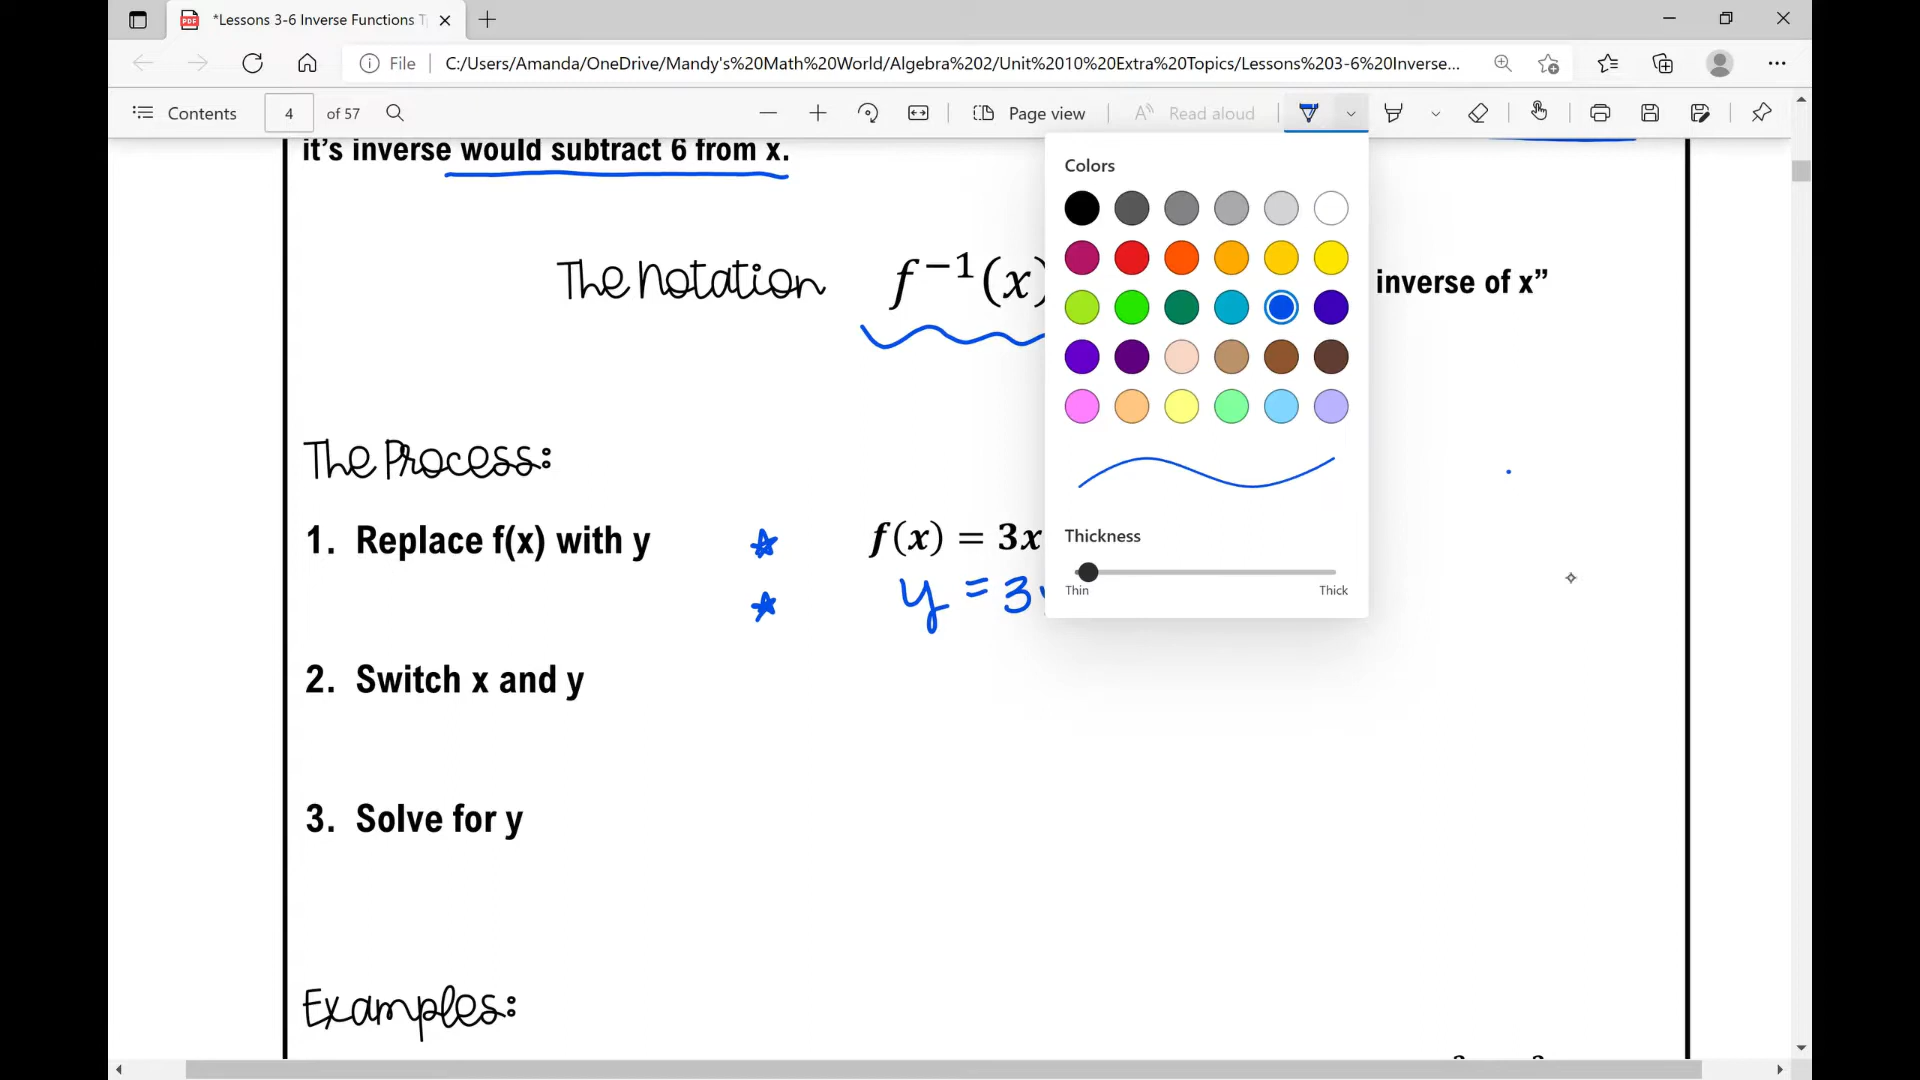 *Lessons 3-6 Inverse Functions
File
C:/Users/Amanda/OneDrive/Mandy's%20Math%20World/Algebra%202/Unit%2010%20Extra%20Topics/Lessons%203-6%20Inverse...
Contents 4 of 57 Page view Read aloud
it's inverse would subtract 6 from x.
The Notation f⁻¹(x) inverse of x”
The Process:
1. Replace f(x) with y f(x) = 3x
y = 3
2. Switch x and y
3. Solve for y
Examples:
Colors
Thickness
Thin Thick